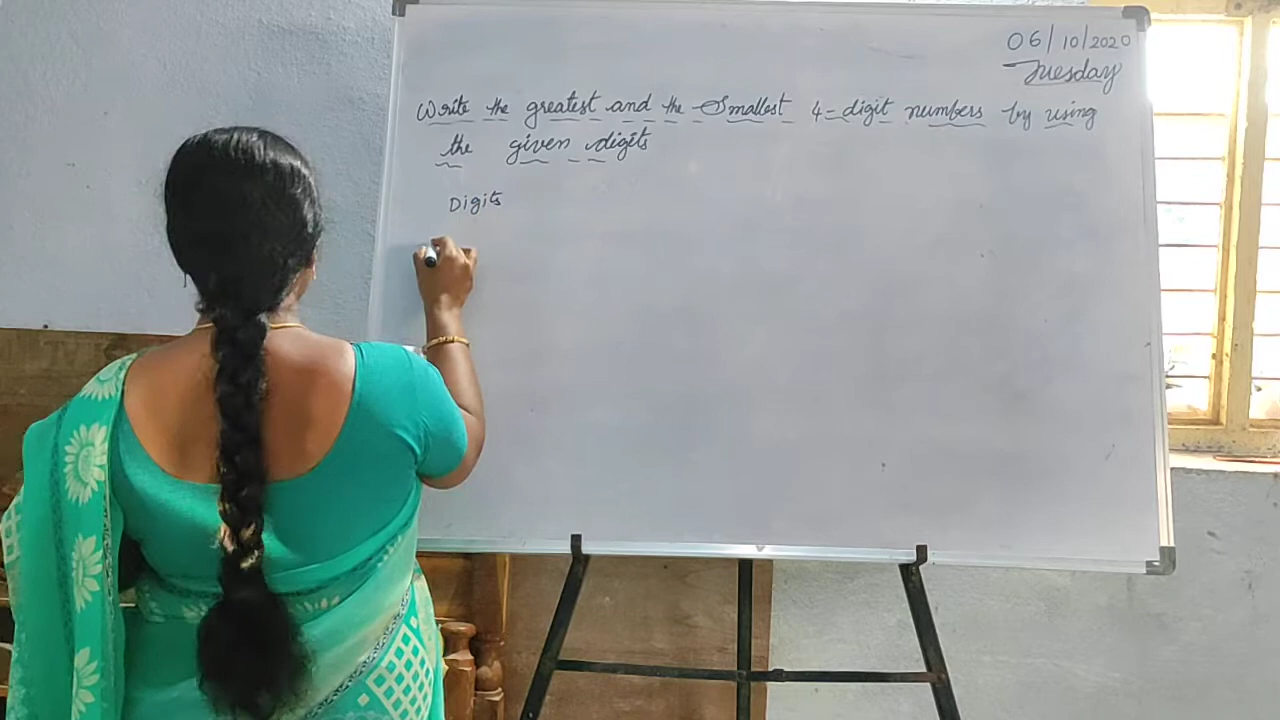 06/10/2020
Tuesday
Write the greatest and the Smallest 4-digit numbers by using
the given digits
Digits